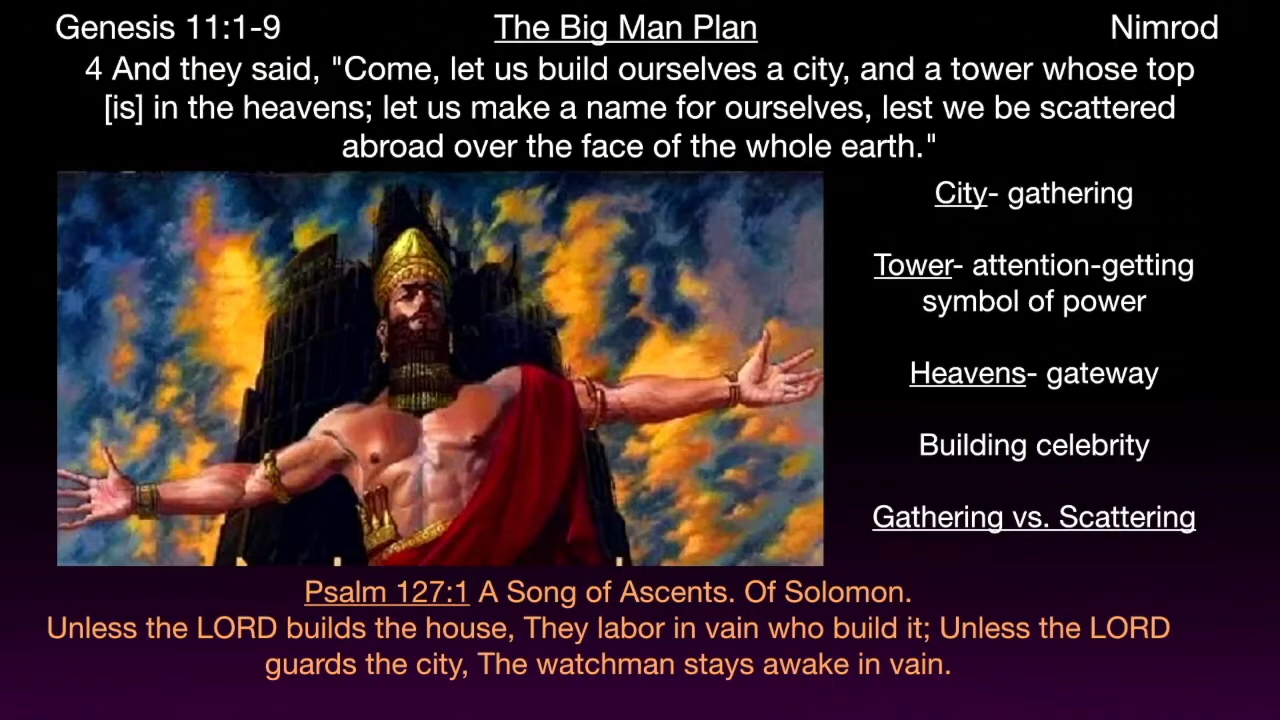 Genesis 11:1-9 The Big Man Plan Nimrod
4 And they said, "Come, let us build ourselves a city, and a tower whose top
[is] in the heavens; let us make a name for ourselves, lest we be scattered
abroad over the face of the whole earth."
City- gathering
Tower- attention-getting
symbol of power
Heavens- gateway
Building celebrity
Gathering vs. Scattering
Psalm 127:1 A Song of Ascents. Of Solomon.
Unless the LORD builds the house, They labor in vain who build it; Unless the LORD
guards the city, The watchman stays awake in vain.